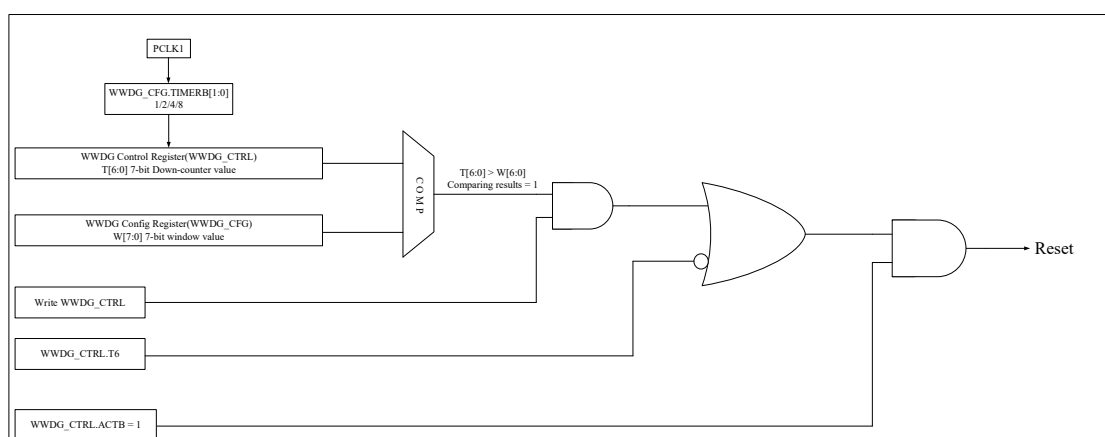 PCLK1
WWDG_CFG.TIMERB[1:0]
1/2/4/8
WWDG Control Register(WWDG_CTRL)
T[6:0] 7-bit Down-counter value
COMP
T[6:0] > W[6:0]
Comparing results = 1
WWDG Config Register(WWDG_CFG)
W[7:0] 7-bit window value
Reset
Write WWDG_CTRL
WWDG_CTRL.T6
WWDG_CTRL.ACTB = 1